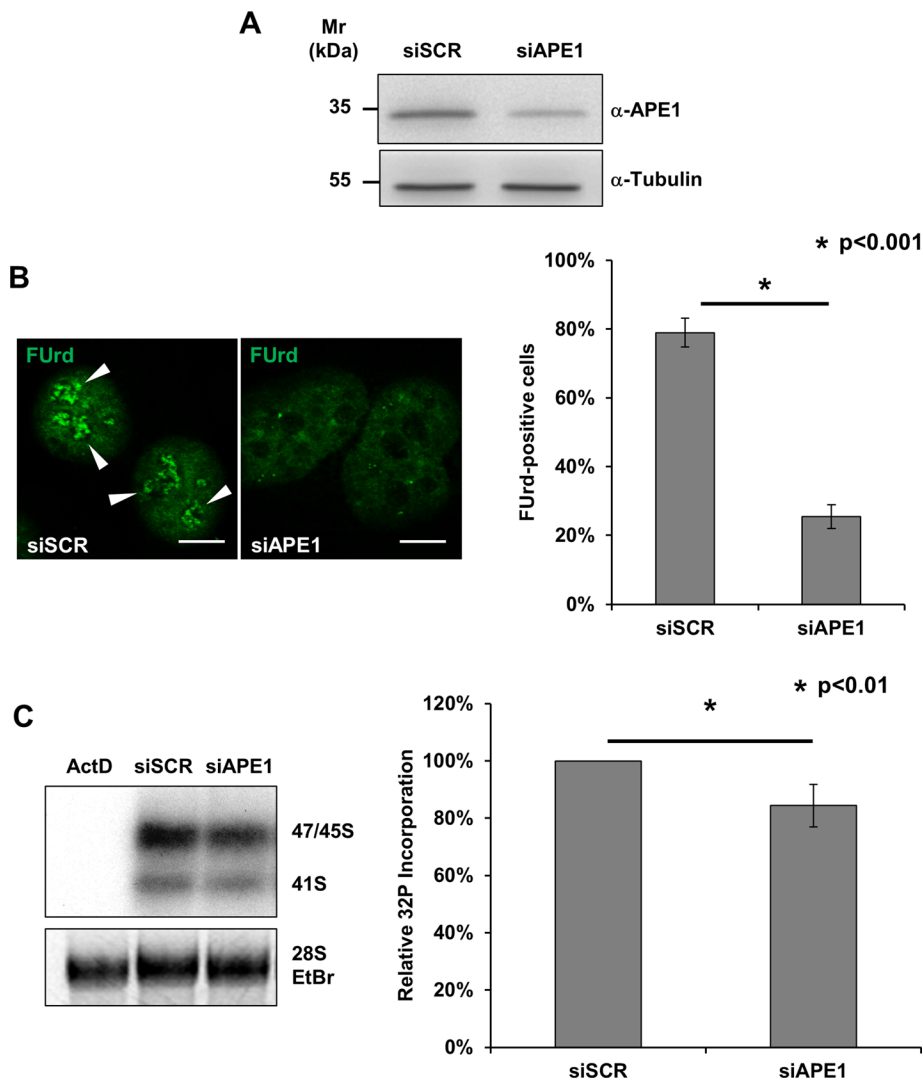 A
Mr
(kDa)
siSCR
siAPE1
35
α-APE1
55
α-Tubulin
B
FUrd
siSCR
FUrd
siAPE1
* p<0.001
*
100%
80%
60%
40%
20%
0%
FUrd-positive cells
siSCR
siAPE1
C
ActD
siSCR
siAPE1
47/45S
41S
28S
EtBr
* p<0.01
*
120%
100%
80%
60%
40%
20%
0%
Relative 32P Incorporation
siSCR
siAPE1